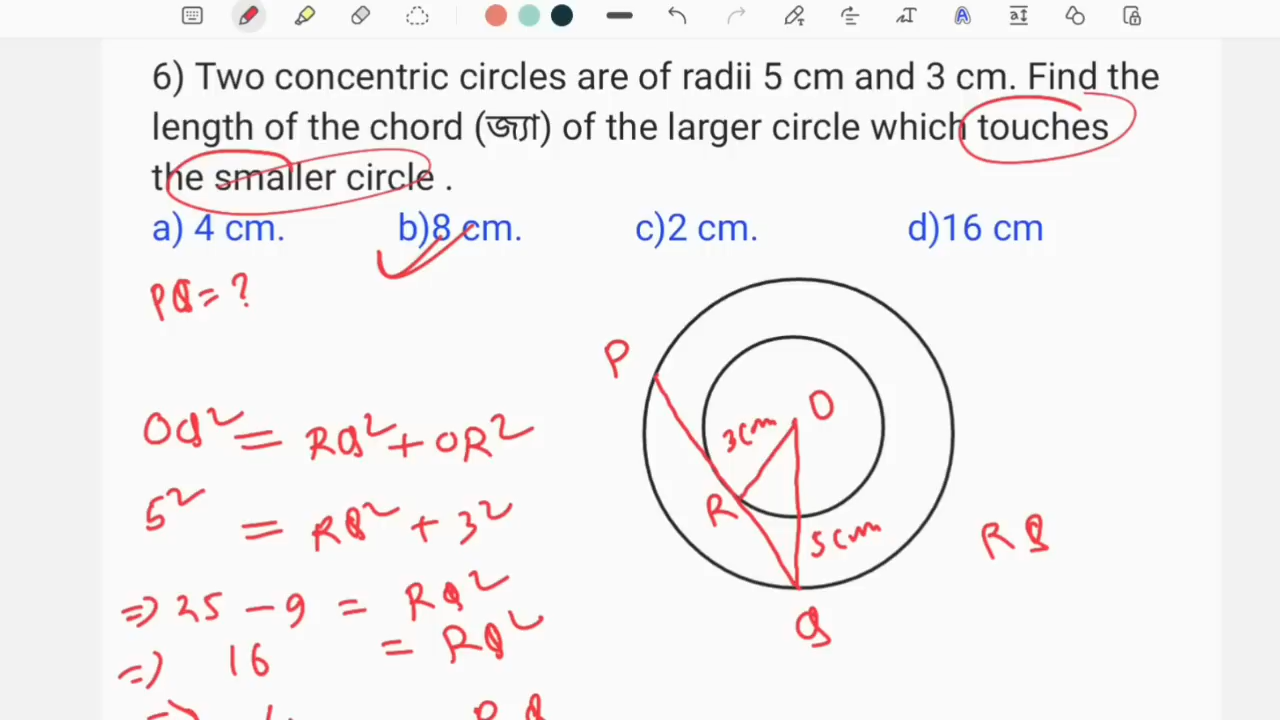 6) Two concentric circles are of radii 5 cm and 3 cm. Find the
length of the chord (জ্যা) of the larger circle which touches
the smaller circle .
a) 4 cm. b)8 cm. c)2 cm. d)16 cm
PQ = ?
P
O
3cm
OQ² = RQ² + OR²
R
5² = RQ² + 3²
5cm
RQ
⇒ 25 - 9 = RQ²
Q
⇒ 16 = RQ²